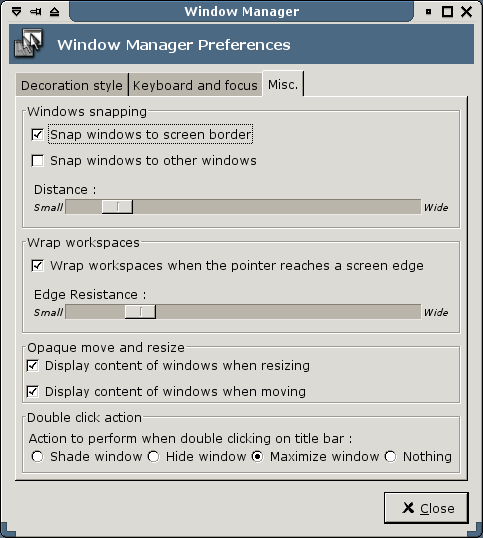 Window Manager
Window Manager Preferences
Decoration style Keyboard and focus Misc.
Windows snapping
Snap windows to screen border
Snap windows to other windows
Distance :
Small Wide
Wrap workspaces
Wrap workspaces when the pointer reaches a screen edge
Edge Resistance :
Small Wide
Opaque move and resize
Display content of windows when resizing
Display content of windows when moving
Double click action
Action to perform when double clicking on title bar :
Shade window Hide window Maximize window Nothing
Close